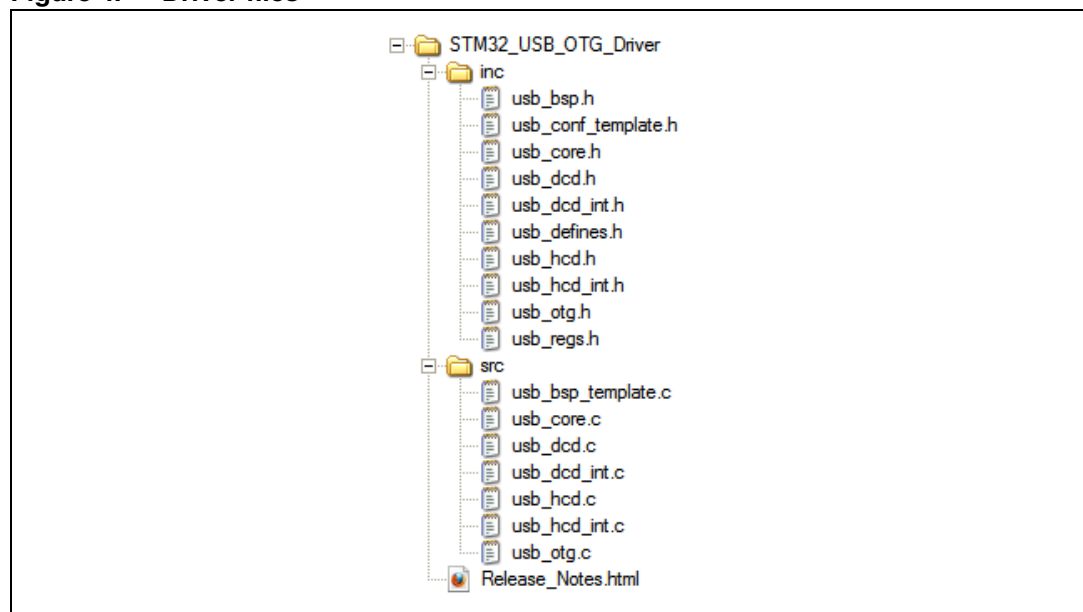 STM32_USB_OTG_Driver
inc
usb_bsp.h
usb_conf_template.h
usb_core.h
usb_dcd.h
usb_dcd_int.h
usb_defines.h
usb_hcd.h
usb_hcd_int.h
usb_otg.h
usb_regs.h
src
usb_bsp_template.c
usb_core.c
usb_dcd.c
usb_dcd_int.c
usb_hcd.c
usb_hcd_int.c
usb_otg.c
Release_Notes.html